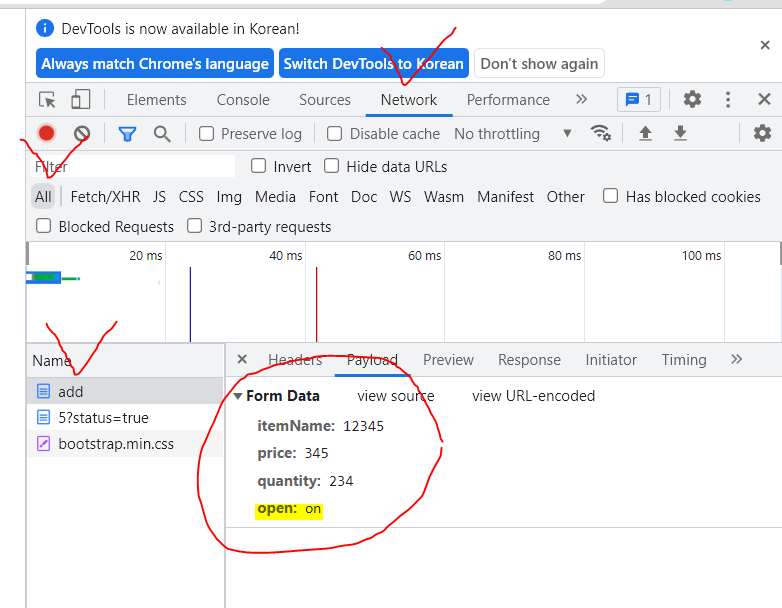 DevTools is now available in Korean!
Always match Chrome's language Switch DevTools to Korean Don't show again
Elements Console Sources Network Performance 1
Preserve log Disable cache No throttling
Filter Invert Hide data URLs
All Fetch/XHR JS CSS Img Media Font Doc WS Wasm Manifest Other Has blocked cookies
Blocked Requests 3rd-party requests
20 ms 40 ms 60 ms 80 ms 100 ms
Name Headers Payload Preview Response Initiator Timing
add Form Data view source view URL-encoded
5?status=true itemName: 12345
bootstrap.min.css price: 345
quantity: 234
open: on